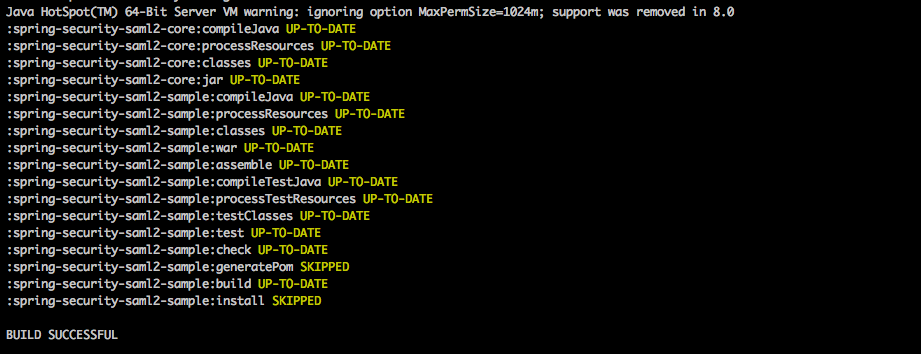 Java HotSpot(TM) 64-Bit Server VM warning: ignoring option MaxPermSize=1024m; support was removed in 8.0
:spring-security-saml2-core:compileJava UP-TO-DATE
:spring-security-saml2-core:processResources UP-TO-DATE
:spring-security-saml2-core:classes UP-TO-DATE
:spring-security-saml2-core:jar UP-TO-DATE
:spring-security-saml2-sample:compileJava UP-TO-DATE
:spring-security-saml2-sample:processResources UP-TO-DATE
:spring-security-saml2-sample:classes UP-TO-DATE
:spring-security-saml2-sample:war UP-TO-DATE
:spring-security-saml2-sample:assemble UP-TO-DATE
:spring-security-saml2-sample:compileTestJava UP-TO-DATE
:spring-security-saml2-sample:processTestResources UP-TO-DATE
:spring-security-saml2-sample:testClasses UP-TO-DATE
:spring-security-saml2-sample:test UP-TO-DATE
:spring-security-saml2-sample:check UP-TO-DATE
:spring-security-saml2-sample:generatePom SKIPPED
:spring-security-saml2-sample:build UP-TO-DATE
:spring-security-saml2-sample:install SKIPPED
BUILD SUCCESSFUL